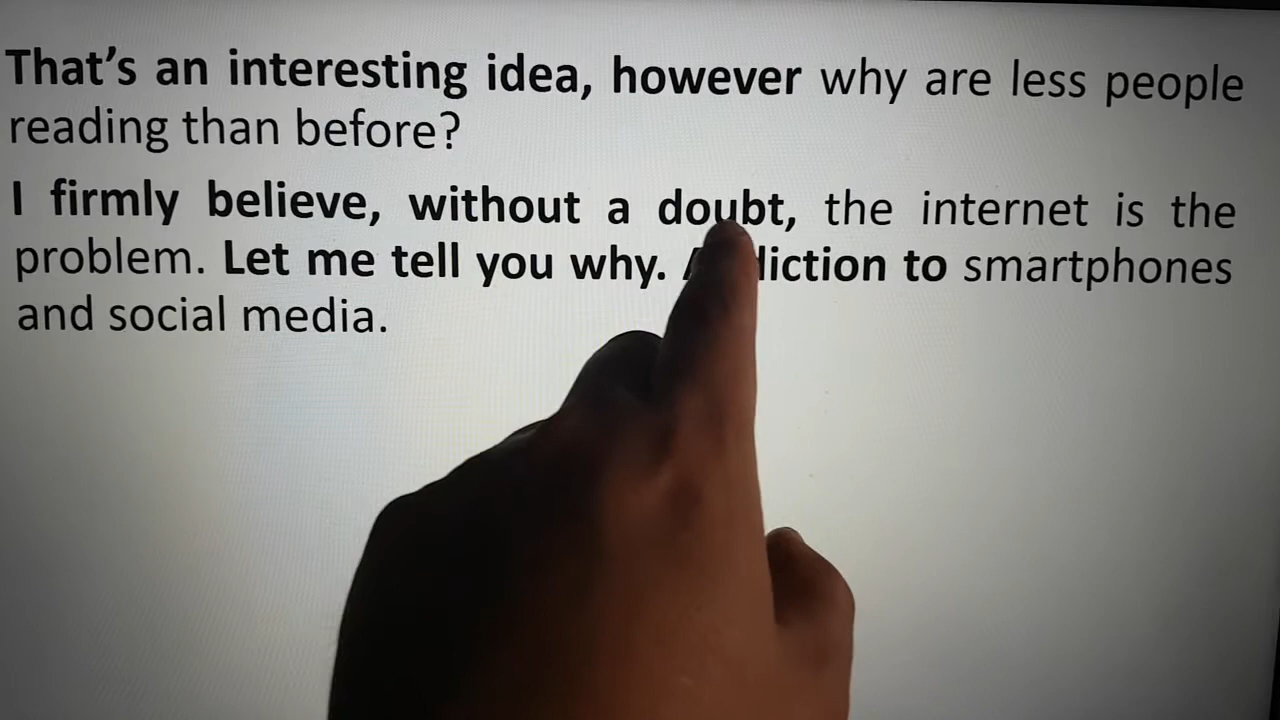 That's an interesting idea, however why are less people
reading than before?
I firmly believe, without a doubt, the internet is the
problem. Let me tell you why. Addiction to smartphones
and social media.